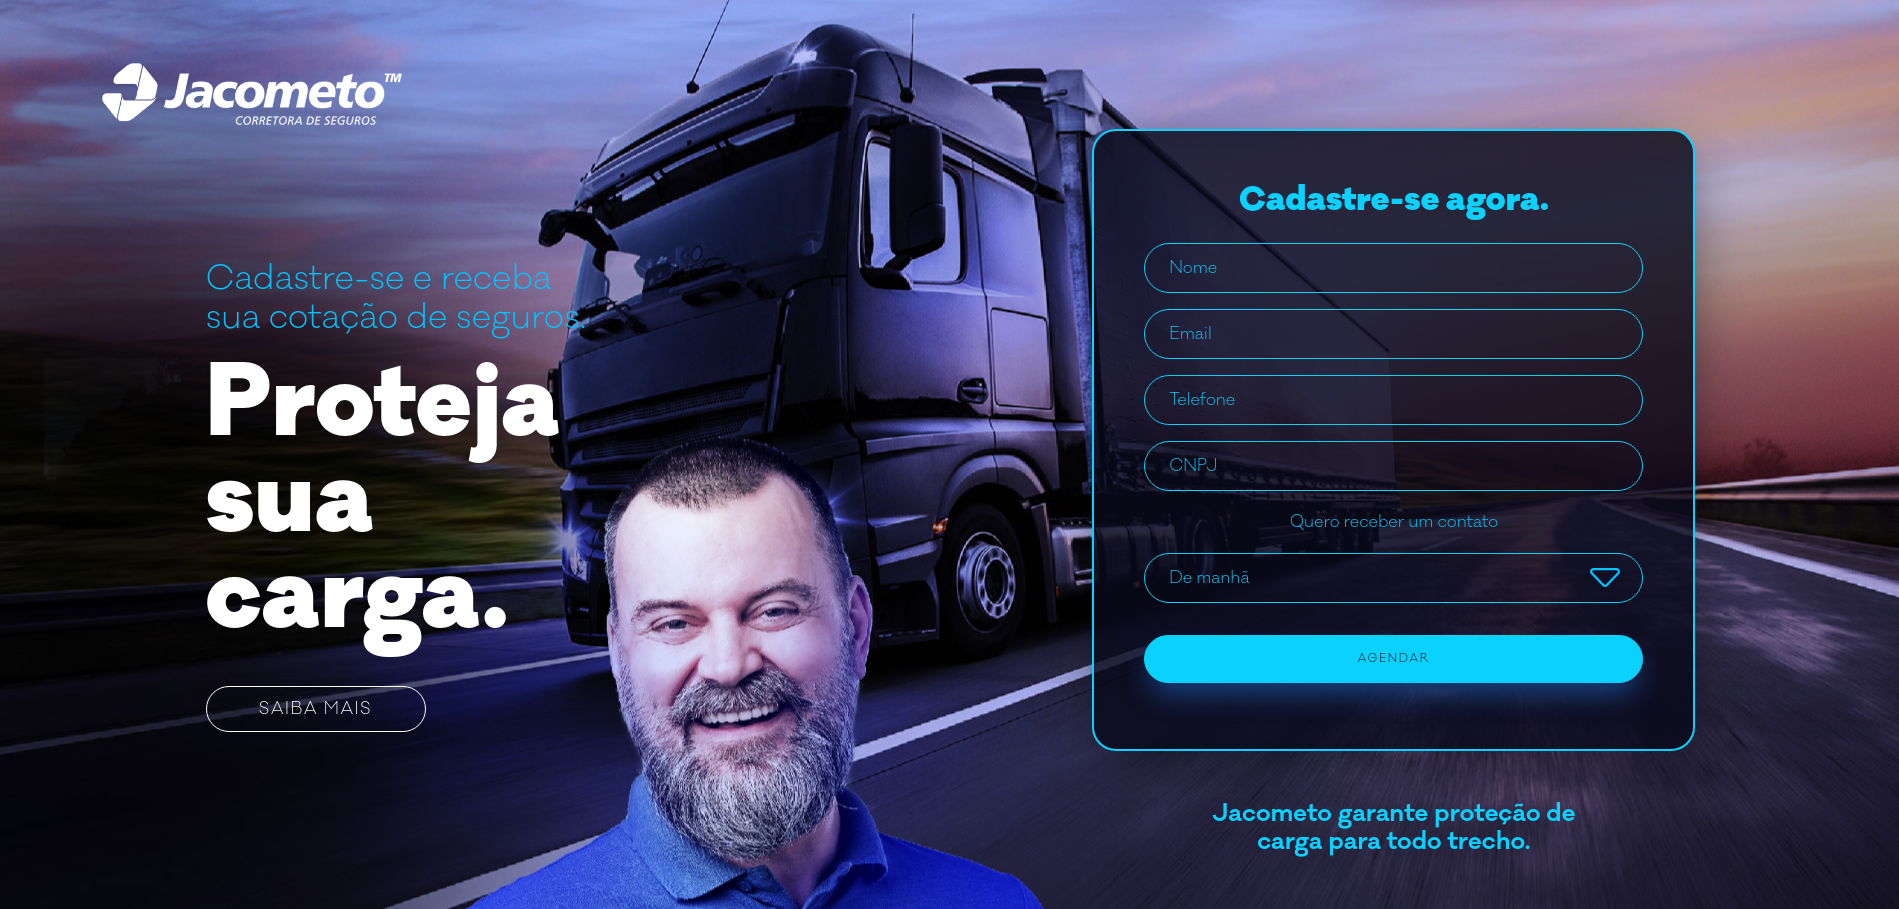 Jacometo™
CORRETORA DE SEGUROS
Cadastre-se e receba
sua cotação de seguros.
Proteja
sua
carga.
SAIBA MAIS
Cadastre-se agora.
Nome
Email
Telefone
CNPJ
Quero receber um contato
De manhã
AGENDAR
Jacometo garante proteção de
carga para todo trecho.